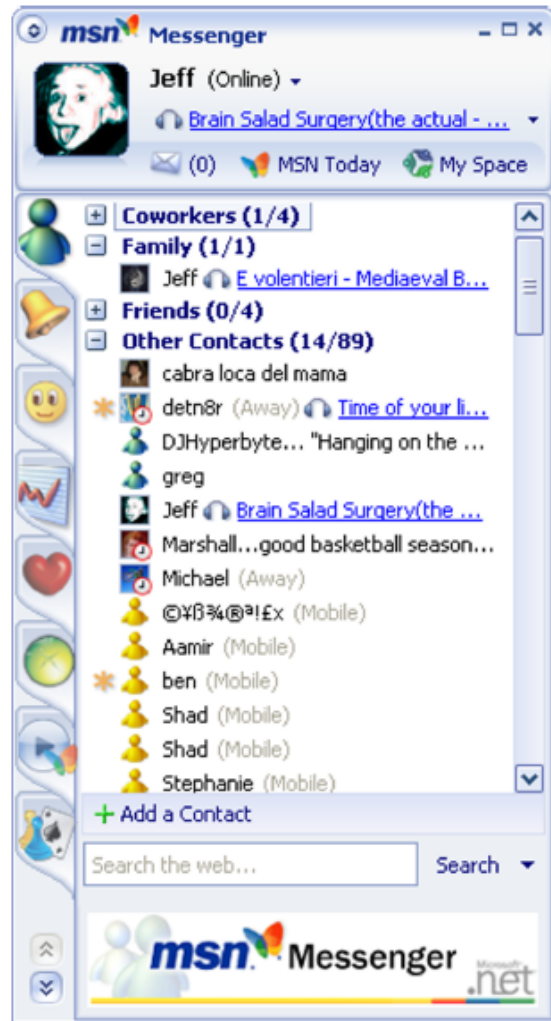 msn Messenger
Jeff (Online)
Brain Salad Surgery(the actual - ...
(0) MSN Today My Space
Coworkers (1/4)
Family (1/1)
Jeff E volentieri - Mediaeval B...
Friends (0/4)
Other Contacts (14/89)
cabra loca del mama
detn8r (Away) Time of your li...
DJHyperbyte... "Hanging on the ...
greg
Jeff Brain Salad Surgery(the ...
Marshall...good basketball season...
Michael (Away)
©¥ß¾®ª!£x (Mobile)
Aamir (Mobile)
ben (Mobile)
Shad (Mobile)
Shad (Mobile)
Stephanie (Mobile)
+ Add a Contact
Search the web... Search
msn Messenger
Microsoft .net